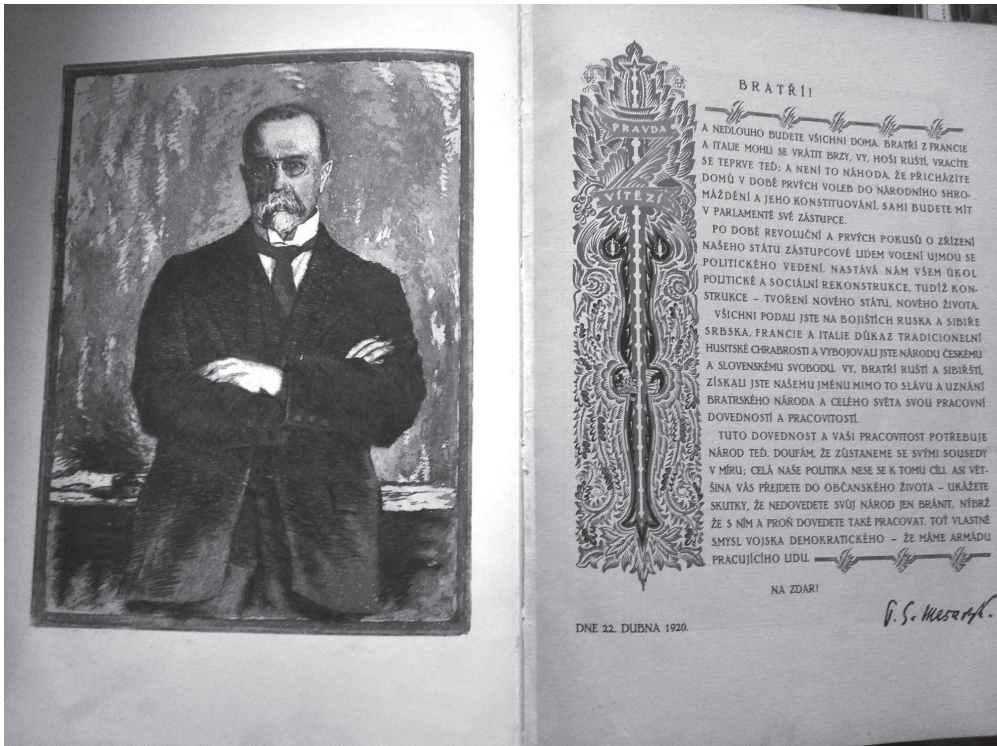 BRATŘÍ!
PRAVDA
VÍTĚZÍ
A NEDLOUHO BUDETE VŠICHNI DOMA. BRATŘÍ Z FRANCIE
A ITALIE MOHLI SE VRÁTIT BRZY, VY, HOŠI RUŠTÍ, VRACÍTE
SE TEPRVE TEĎ; A NENÍ TO NÁHODA, ŽE PŘICHÁZÍTE
DOMŮ V DOBĚ PRVÝCH VOLEB DO NÁRODNÍHO SHRO-
MÁŽDĚNÍ A JEHO KONSTITUOVÁNÍ. SAMI BUDETE MÍT
V PARLAMENTĚ SVÉ ZÁSTUPCE.
PO DOBĚ REVOLUČNÍ A PRVÝCH POKUSŮ O ZŘÍZENÍ
NAŠEHO STÁTU ZÁSTUPCOVÉ LIDEM VOLENÍ UJMOU SE
POLITICKÉHO VEDENÍ. NASTÁVÁ NÁM VŠEM ÚKOL
POLITICKÉ A SOCIÁLNÍ REKONSTRUKCE, TUDÍŽ KON-
STRUKCE – TVOŘENÍ NOVÉHO STÁTU, NOVÉHO ŽIVOTA.
VŠICHNI PODALI JSTE NA BOJIŠTÍCH RUSKA A SIBIŘE
SRBSKA, FRANCIE A ITALIE DŮKAZ TRADICIONELNÍ
HUSITSKÉ CHRABROSTI A VYBOJOVALI JSTE NÁRODU ČESKÉMU
A SLOVENSKÉMU SVOBODU. VY, BRATŘÍ RUŠTÍ A SIBIŘŠTÍ,
ZÍSKALI JSTE NAŠEMU JMÉNU MIMO TO SLÁVU A UZNÁNÍ
BRATRSKÉHO NÁRODA A CELÉHO SVĚTA SVOU PRACOVNÍ
DOVEDNOSTÍ A PRACOVITOSTÍ.
TUTO DOVEDNOST A VAŠI PRACOVITOST POTŘEBUJE
NÁROD TEĎ. DOUFÁM, ŽE ZŮSTANEME SE SVÝMI SOUSEDY
V MÍRU; CELÁ NAŠE POLITIKA NESE SE K TOMU CÍLI. ASI VĚT-
ŠINA VÁS PŘEJDETE DO OBČANSKÉHO ŽIVOTA – UKÁŽETE
SKUTKY, ŽE NEDOVEDETE SVŮJ NÁROD JEN BRÁNIT, NÝBRŽ
ŽE S NÍM A PROŇ DOVEDETE TAKÉ PRACOVAT. TOŤ VLASTNĚ
SMYSL VOJSKA DEMOKRATICKÉHO – ŽE MÁME ARMÁDU
PRACUJÍCÍHO LIDU.
NA ZDAR!
T. G. Masaryk.
DNE 22. DUBNA 1920.